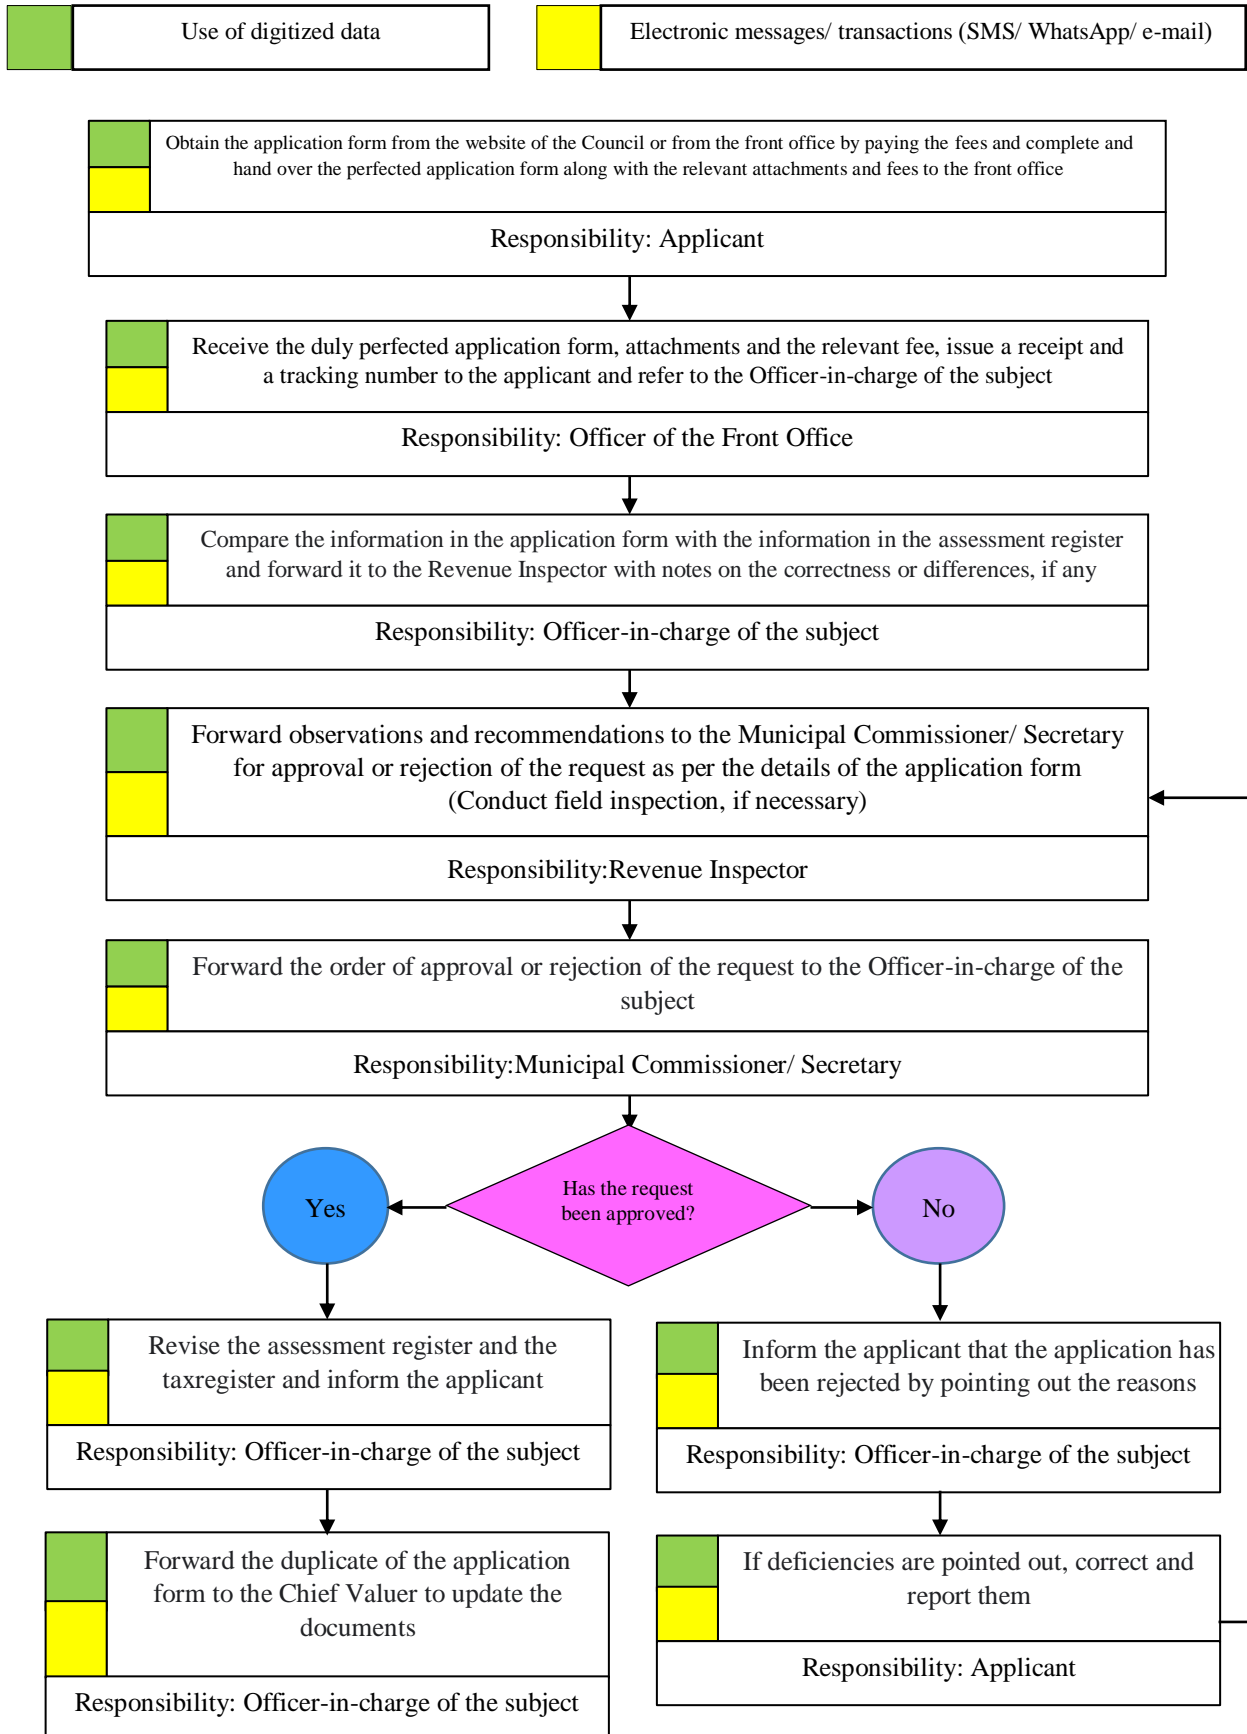 Use of digitized data
Electronic messages/ transactions (SMS/ WhatsApp/ e-mail)
Obtain the application form from the website of the Council or from the front office by paying the fees and complete and
hand over the perfected application form along with the relevant attachments and fees to the front office
Responsibility: Applicant
Receive the duly perfected application form, attachments and the relevant fee, issue a receipt and
a tracking number to the applicant and refer to the Officer-in-charge of the subject
Responsibility: Officer of the Front Office
Compare the information in the application form with the information in the assessment register
and forward it to the Revenue Inspector with notes on the correctness or differences, if any
Responsibility: Officer-in-charge of the subject
Forward observations and recommendations to the Municipal Commissioner/ Secretary
for approval or rejection of the request as per the details of the application form
(Conduct field inspection, if necessary)
Responsibility:Revenue Inspector
Forward the order of approval or rejection of the request to the Officer-in-charge of the
subject
Responsibility:Municipal Commissioner/ Secretary
Has the request
been approved?
Yes
No
Revise the assessment register and the
taxregister and inform the applicant
Responsibility: Officer-in-charge of the subject
Inform the applicant that the application has
been rejected by pointing out the reasons
Responsibility: Officer-in-charge of the subject
Forward the duplicate of the application
form to the Chief Valuer to update the
documents
Responsibility: Officer-in-charge of the subject
If deficiencies are pointed out, correct and
report them
Responsibility: Applicant